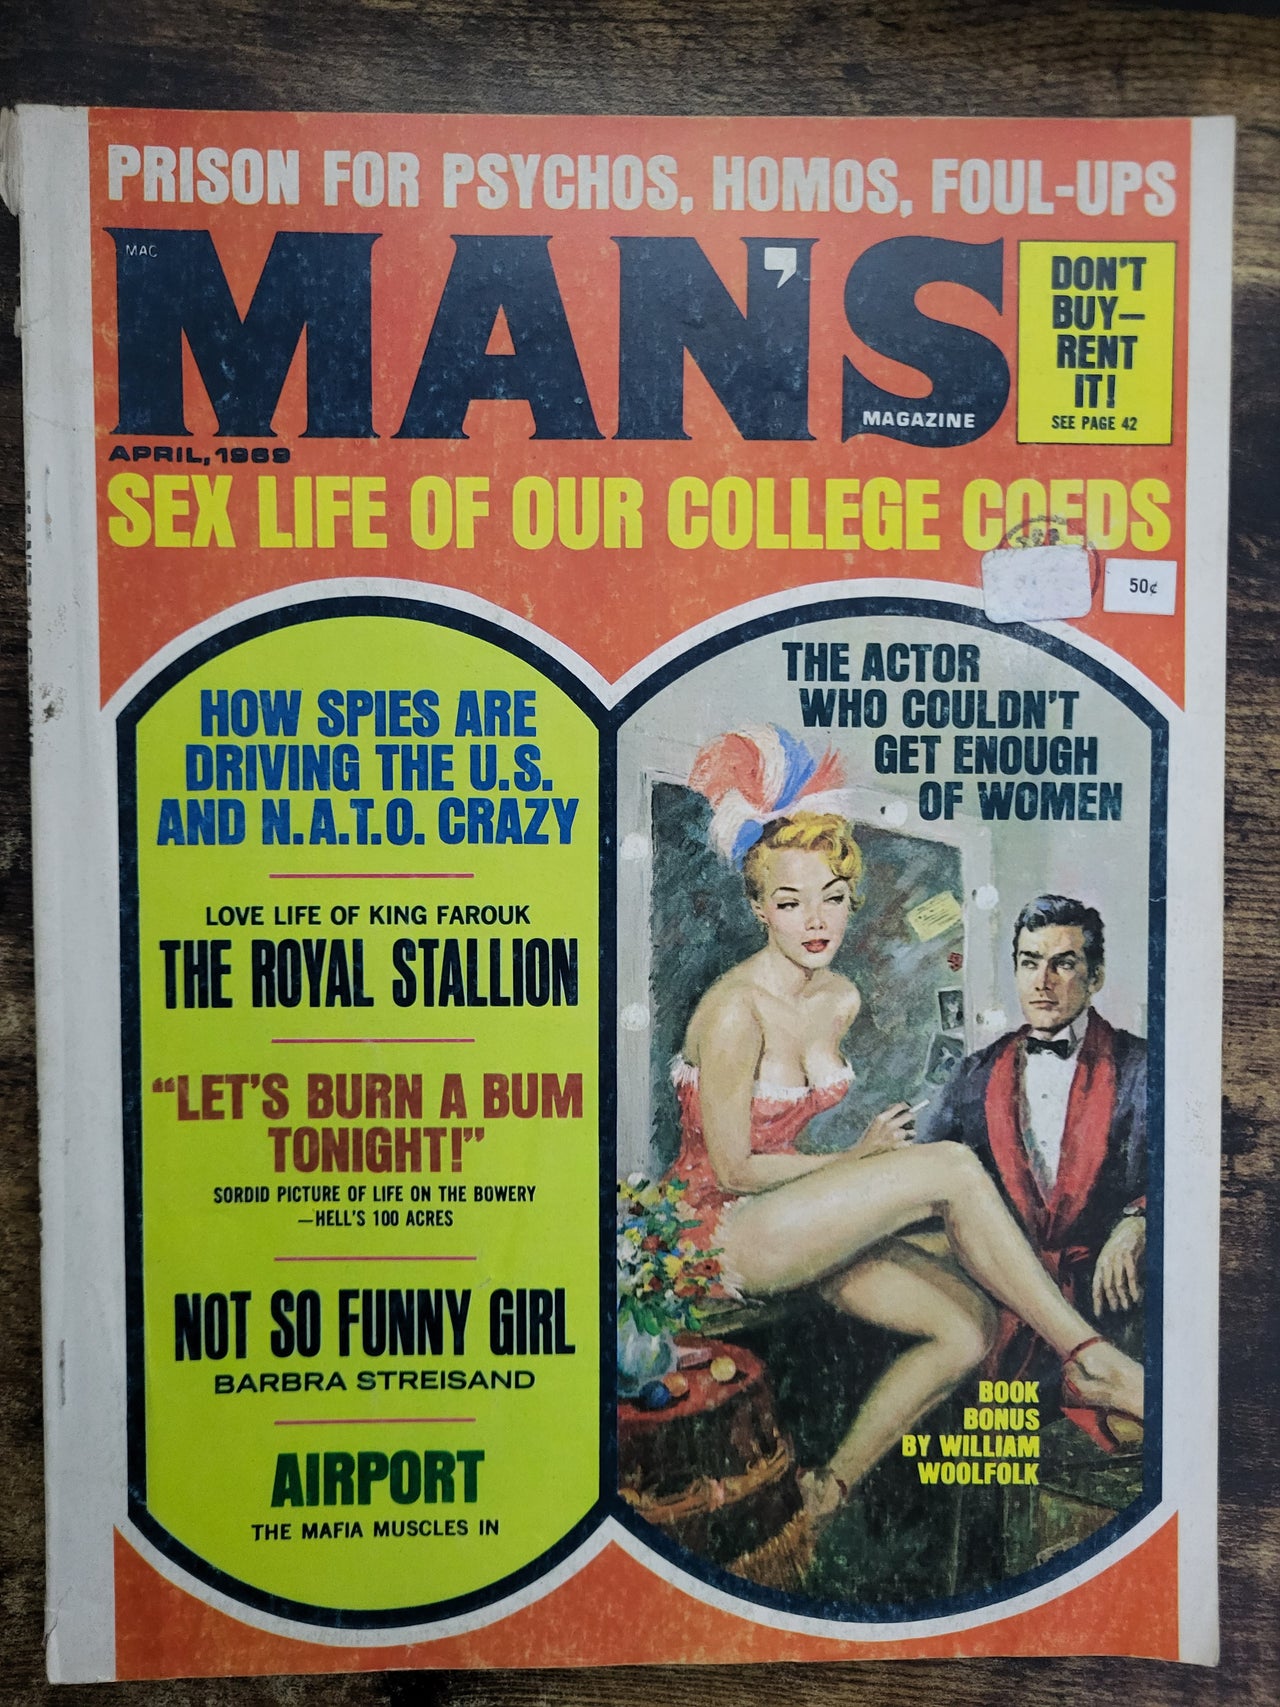 PRISON FOR PSYCHOS, HOMOS, FOUL-UPS
MAC
MAN'S
MAGAZINE
DON'T
BUY—
RENT
IT!
SEE PAGE 42
APRIL, 1969
SEX LIFE OF OUR COLLEGE COEDS
50¢
HOW SPIES ARE
DRIVING THE U.S.
AND N.A.T.O. CRAZY
LOVE LIFE OF KING FAROUK
THE ROYAL STALLION
"LET'S BURN A BUM
TONIGHT!"
SORDID PICTURE OF LIFE ON THE BOWERY
—HELL'S 100 ACRES
NOT SO FUNNY GIRL
BARBRA STREISAND
AIRPORT
THE MAFIA MUSCLES IN
THE ACTOR
WHO COULDN'T
GET ENOUGH
OF WOMEN
BOOK
BONUS
BY WILLIAM
WOOLFOLK